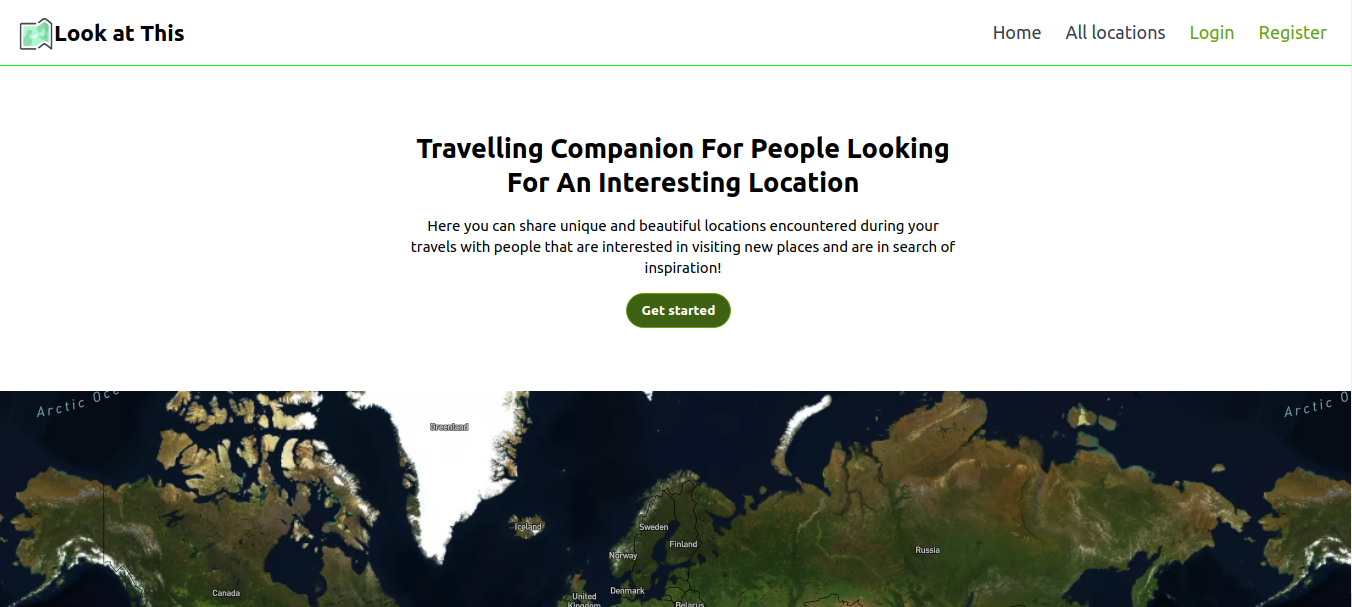 Look at This
Home
All locations
Login
Register
Travelling Companion For People Looking
For An Interesting Location
Here you can share unique and beautiful locations encountered during your
travels with people that are interested in visiting new places and are in search of
inspiration!
Get started
Arctic Oce
Arctic O
Greenland
Iceland
Sweden
Finland
Norway
Russia
Canada
Denmark
United
Kingdom
Belarus